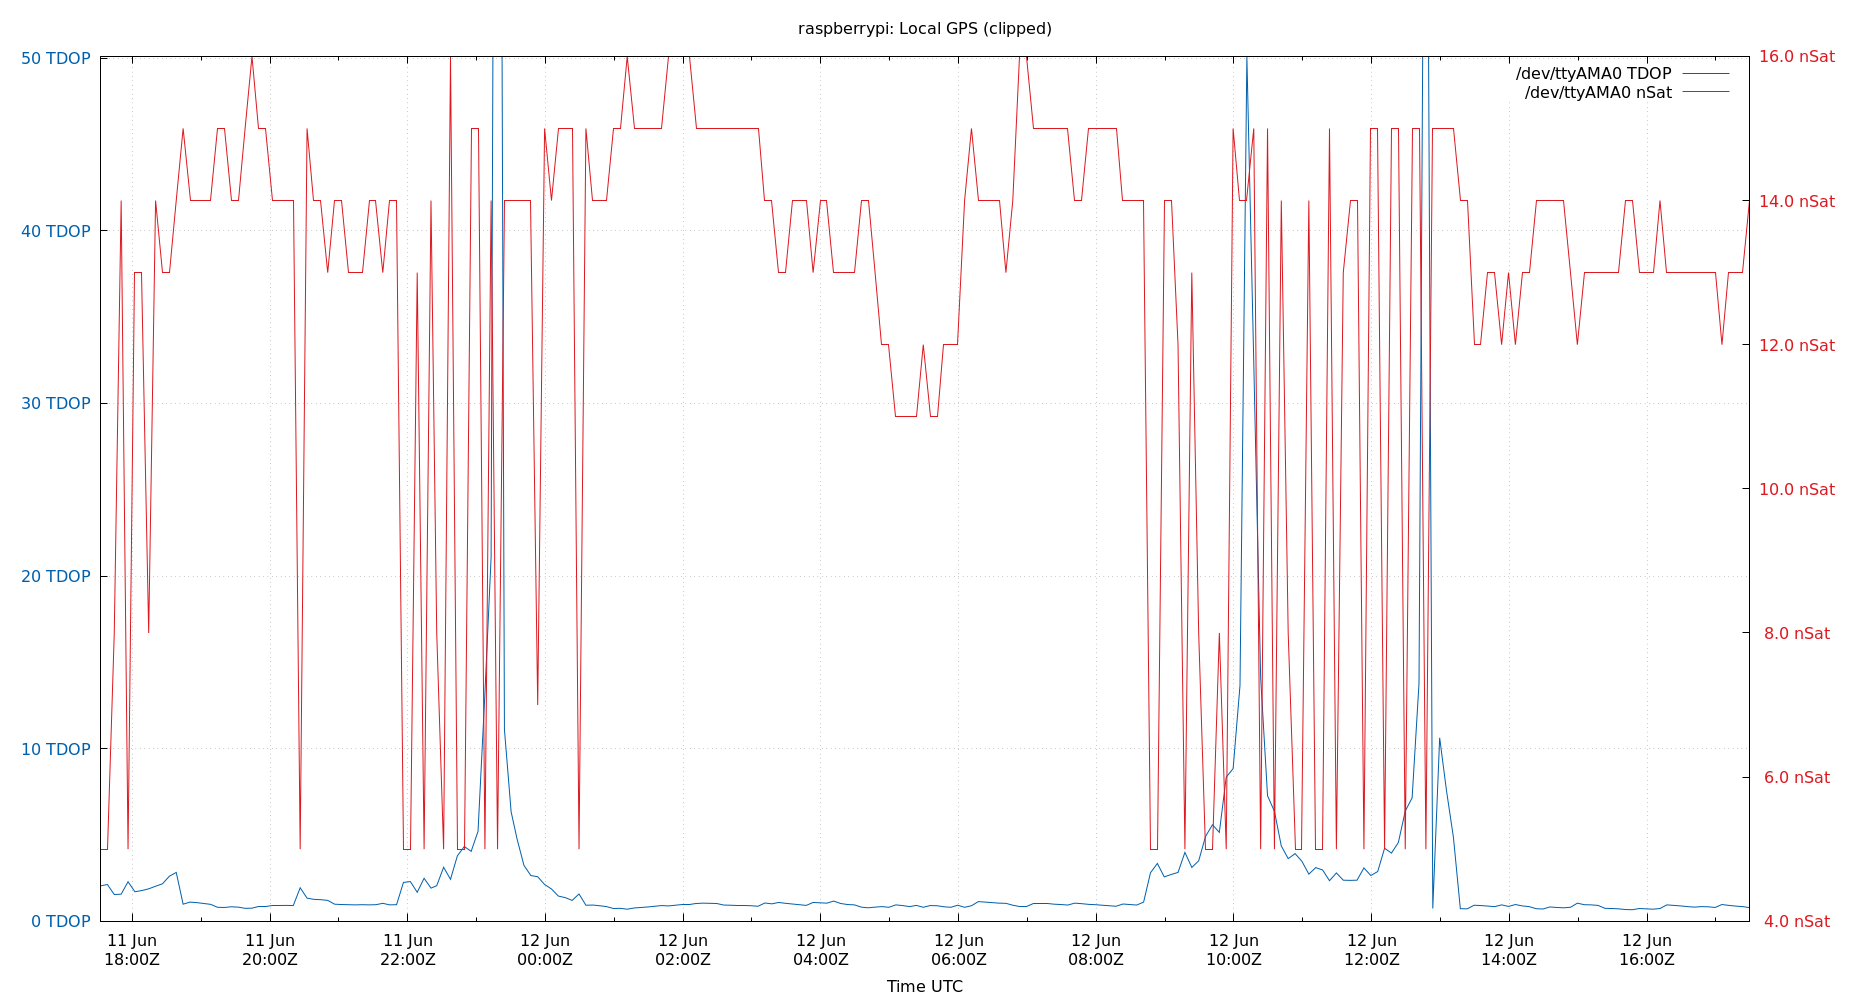 raspberrypi: Local GPS (clipped)
/dev/ttyAMA0 TDOP
/dev/ttyAMA0 nSat
50 TDOP
40 TDOP
30 TDOP
20 TDOP
10 TDOP
0 TDOP
16.0 nSat
14.0 nSat
12.0 nSat
10.0 nSat
8.0 nSat
6.0 nSat
4.0 nSat
11 Jun
18:00Z
11 Jun
20:00Z
11 Jun
22:00Z
12 Jun
00:00Z
12 Jun
02:00Z
12 Jun
04:00Z
12 Jun
06:00Z
12 Jun
08:00Z
12 Jun
10:00Z
12 Jun
12:00Z
12 Jun
14:00Z
12 Jun
16:00Z
Time UTC